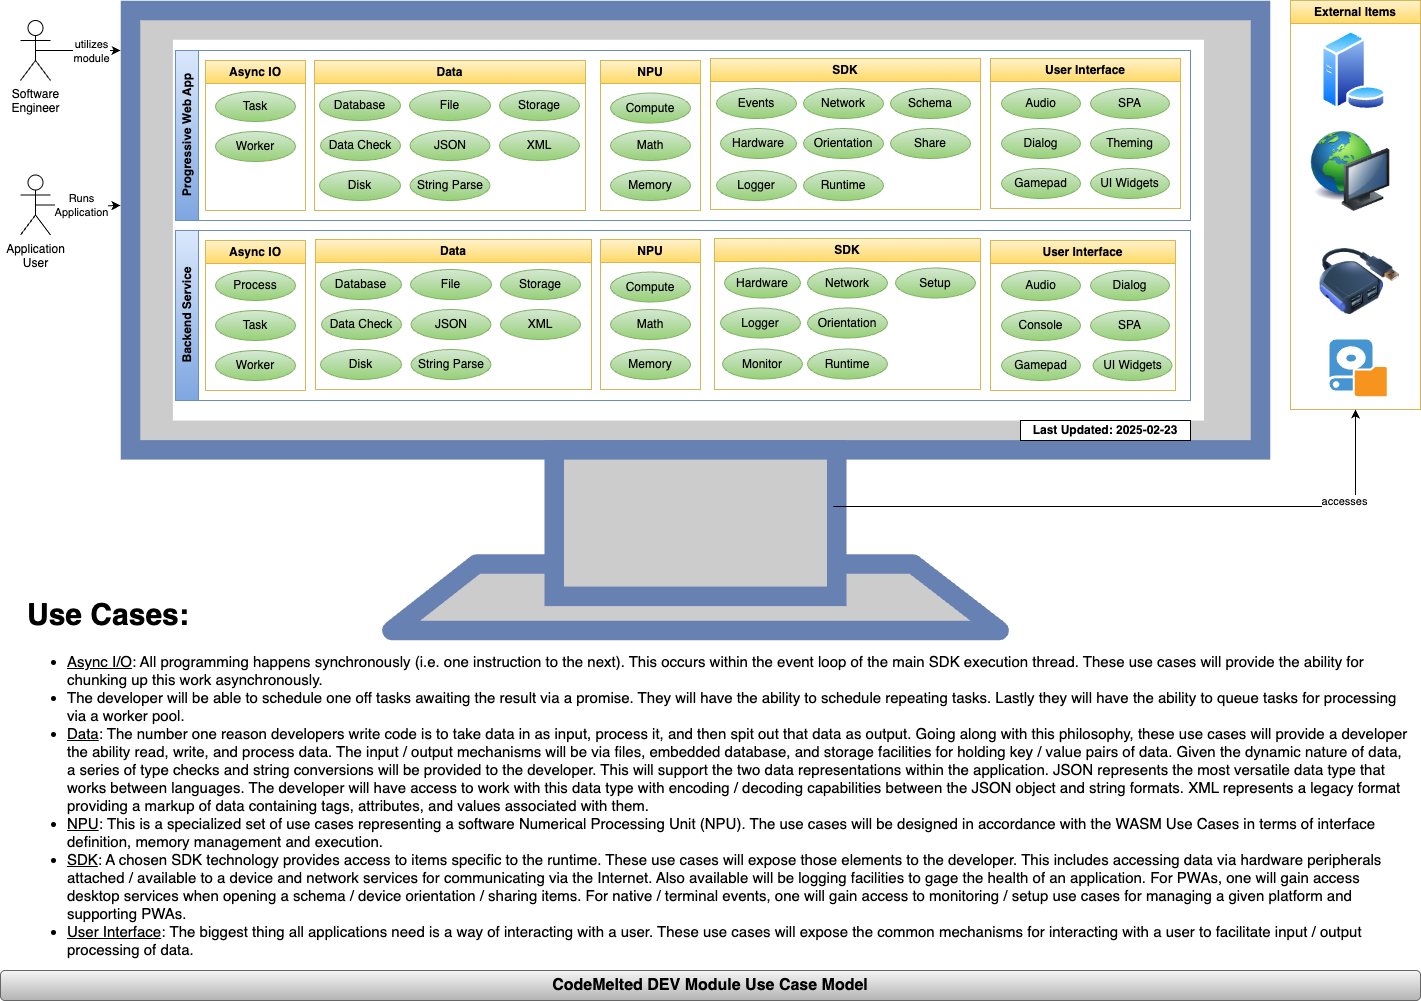 External Items
utilizes
module
Software
Engineer
Runs
Application
Application
User
Progressive Web App
Async IO
Task
Worker
Data
Database
File
Storage
Data Check
JSON
XML
Disk
String Parse
NPU
Compute
Math
Memory
SDK
Events
Network
Schema
Hardware
Orientation
Share
Logger
Runtime
User Interface
Audio
SPA
Dialog
Theming
Gamepad
UI Widgets
Backend Service
Async IO
Process
Task
Worker
Data
Database
File
Storage
Data Check
JSON
XML
Disk
String Parse
NPU
Compute
Math
Memory
SDK
Hardware
Network
Setup
Logger
Orientation
Monitor
Runtime
User Interface
Audio
Dialog
Console
SPA
Gamepad
UI Widgets
Last Updated: 2025-02-23
accesses
Use Cases:
• Async I/O: All programming happens synchronously (i.e. one instruction to the next). This occurs within the event loop of the main SDK execution thread. These use cases will provide the ability for
chunking up this work asynchronously.
• The developer will be able to schedule one off tasks awaiting the result via a promise. They will have the ability to schedule repeating tasks. Lastly they will have the ability to queue tasks for processing
via a worker pool.
• Data: The number one reason developers write code is to take data in as input, process it, and then spit out that data as output. Going along with this philosophy, these use cases will provide a developer
the ability read, write, and process data. The input / output mechanisms will be via files, embedded database, and storage facilities for holding key / value pairs of data. Given the dynamic nature of data,
a series of type checks and string conversions will be provided to the developer. This will support the two data representations within the application. JSON represents the most versatile data type that
works between languages. The developer will have access to work with this data type with encoding / decoding capabilities between the JSON object and string formats. XML represents a legacy format
providing a markup of data containing tags, attributes, and values associated with them.
• NPU: This is a specialized set of use cases representing a software Numerical Processing Unit (NPU). The use cases will be designed in accordance with the WASM Use Cases in terms of interface
definition, memory management and execution.
• SDK: A chosen SDK technology provides access to items specific to the runtime. These use cases will expose those elements to the developer. This includes accessing data via hardware peripherals
attached / available to a device and network services for communicating via the Internet. Also available will be logging facilities to gage the health of an application. For PWAs, one will gain access
desktop services when opening a schema / device orientation / sharing items. For native / terminal events, one will gain access to monitoring / setup use cases for managing a given platform and
supporting PWAs.
• User Interface: The biggest thing all applications need is a way of interacting with a user. These use cases will expose the common mechanisms for interacting with a user to facilitate input / output
processing of data.
CodeMelted DEV Module Use Case Model